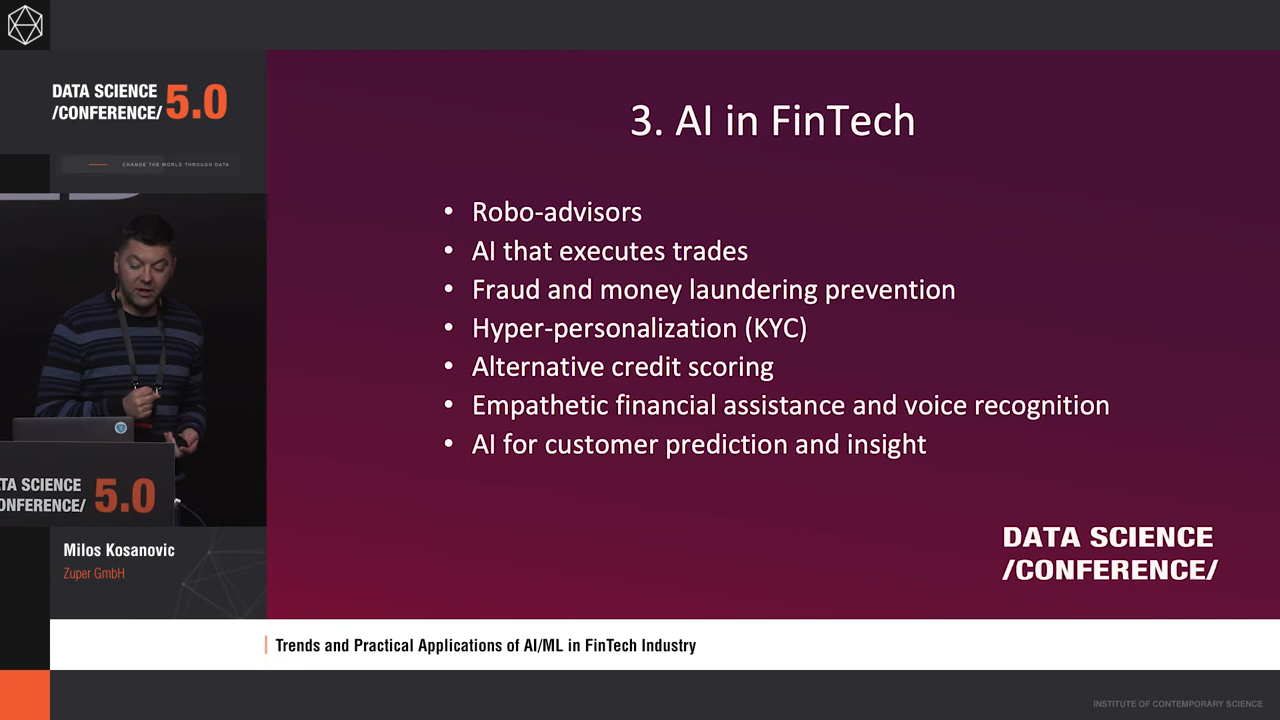 DATA SCIENCE
/CONFERENCE/ 5.0
CHANGE THE WORLD THROUGH DATA
3. AI in FinTech
• Robo-advisors
• AI that executes trades
• Fraud and money laundering prevention
• Hyper-personalization (KYC)
• Alternative credit scoring
• Empathetic financial assistance and voice recognition
• AI for customer prediction and insight
DATA SCIENCE
/CONFERENCE/
TA SCIENCE
ONFERENCE/ 5.0
Milos Kosanovic
Zuper GmbH
Trends and Practical Applications of AI/ML in FinTech Industry
INSTITUTE OF CONTEMPORARY SCIENCE